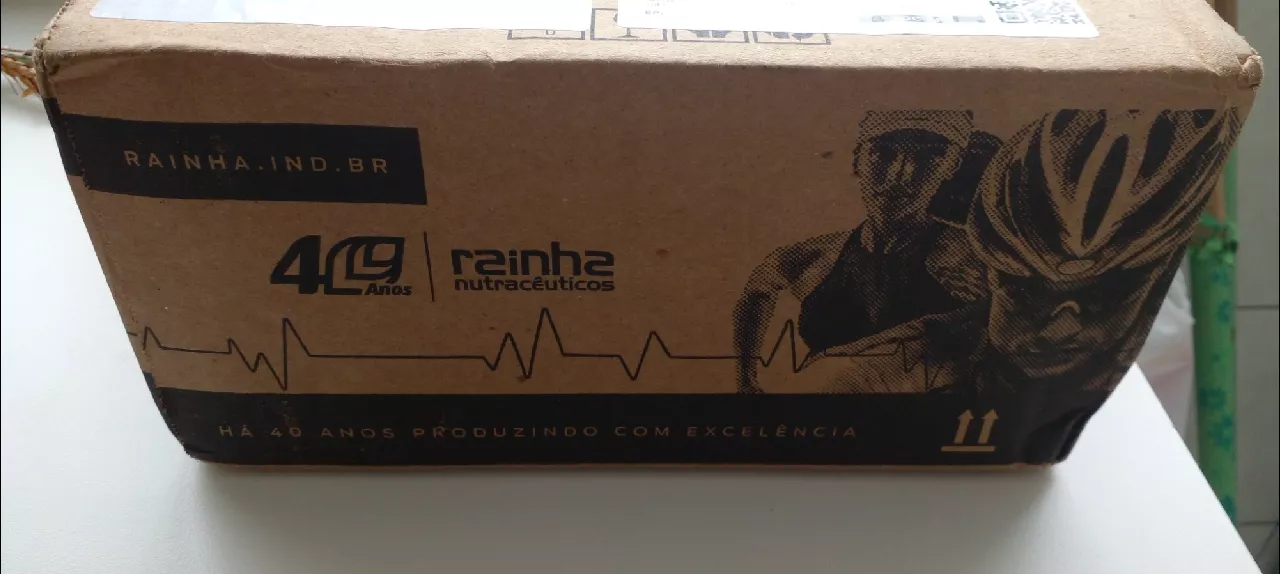 RAINHA.IND.BR
40 Anos
rainha
nutracêuticos
HÁ 40 ANOS PRODUZINDO COM EXCELÊNCIA